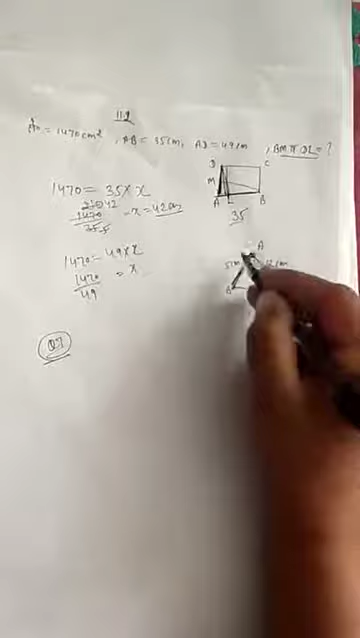 11.2
= 1470 cm², AB = 35 cm, AD = 49 cm, BM & DL = ?
D C
M
A L B
35
1470 = 35 × x
1470
= x = 42 cm
1470 = 49 × x
1470
49
= x
A
B
Q7